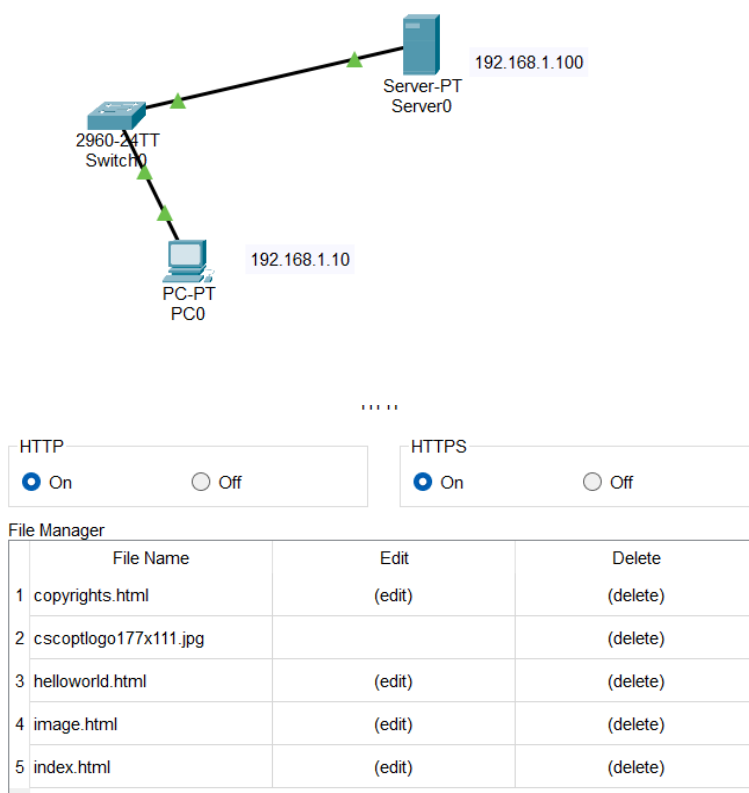 192.168.1.100
Server-PT
Server0
2960-24TT
Switch0
192.168.1.10
PC-PT
PC0
HTTP HTTPS
On Off On Off
File Manager
File Name Edit Delete
1 copyrights.html (edit) (delete)
2 cscoptlogo177x111.jpg (delete)
3 helloworld.html (edit) (delete)
4 image.html (edit) (delete)
5 index.html (edit) (delete)